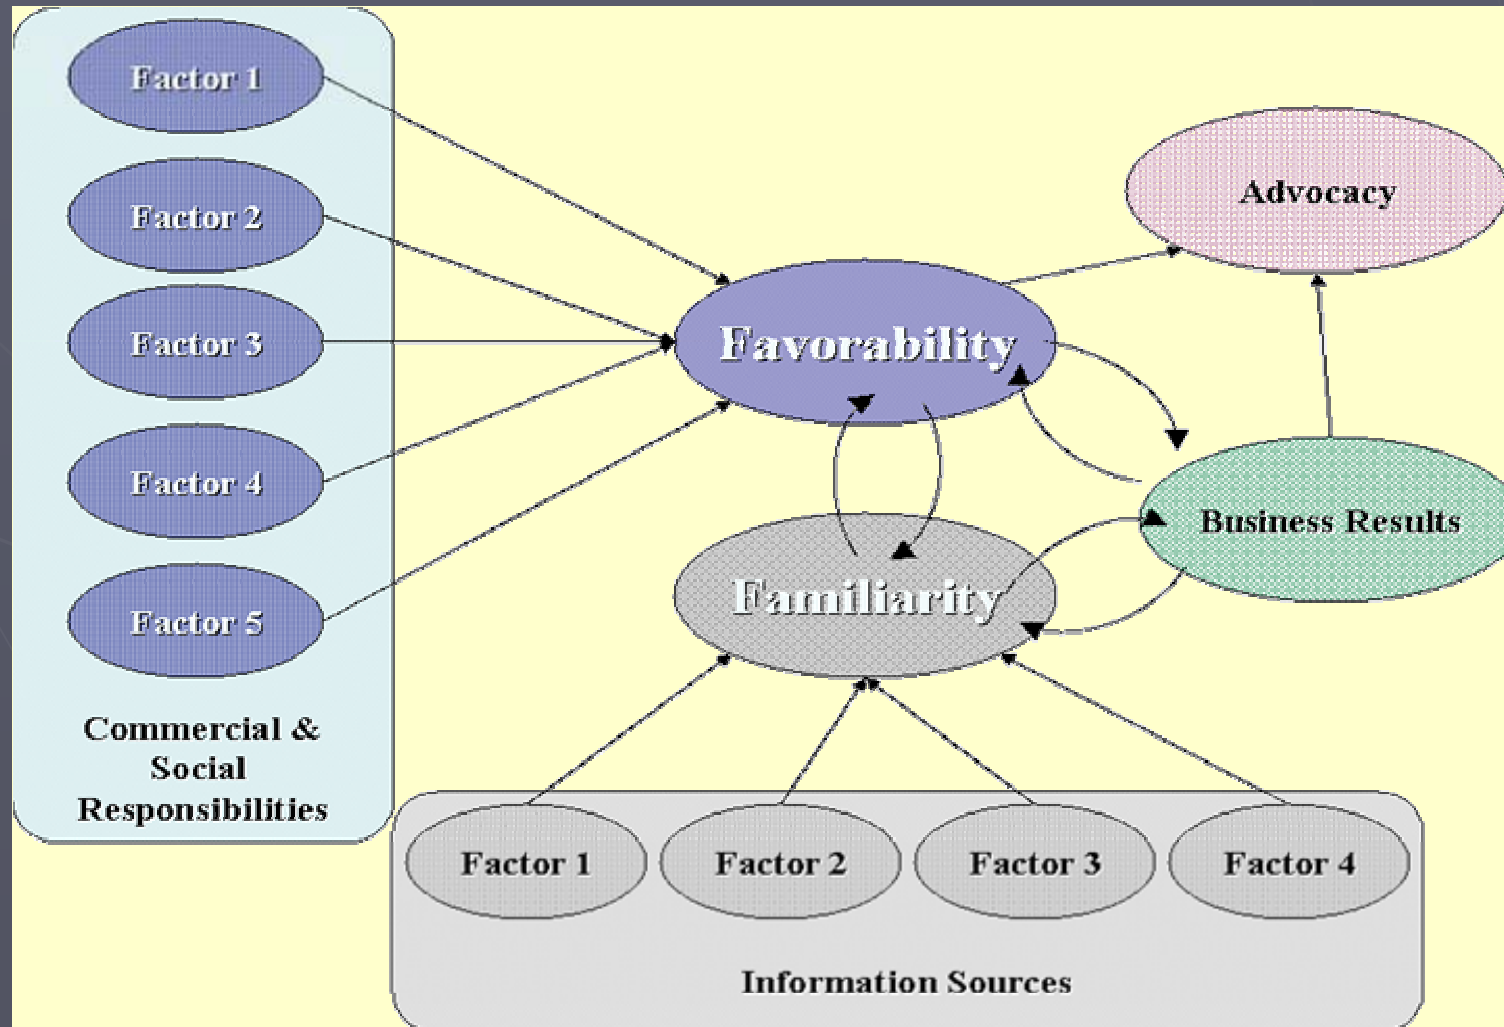 Factor 1
Factor 2
Factor 3
Factor 4
Factor 5
Commercial &
Social
Responsibilities
Favorability
Familiarity
Advocacy
Business Results
Factor 1
Factor 2
Factor 3
Factor 4
Information Sources